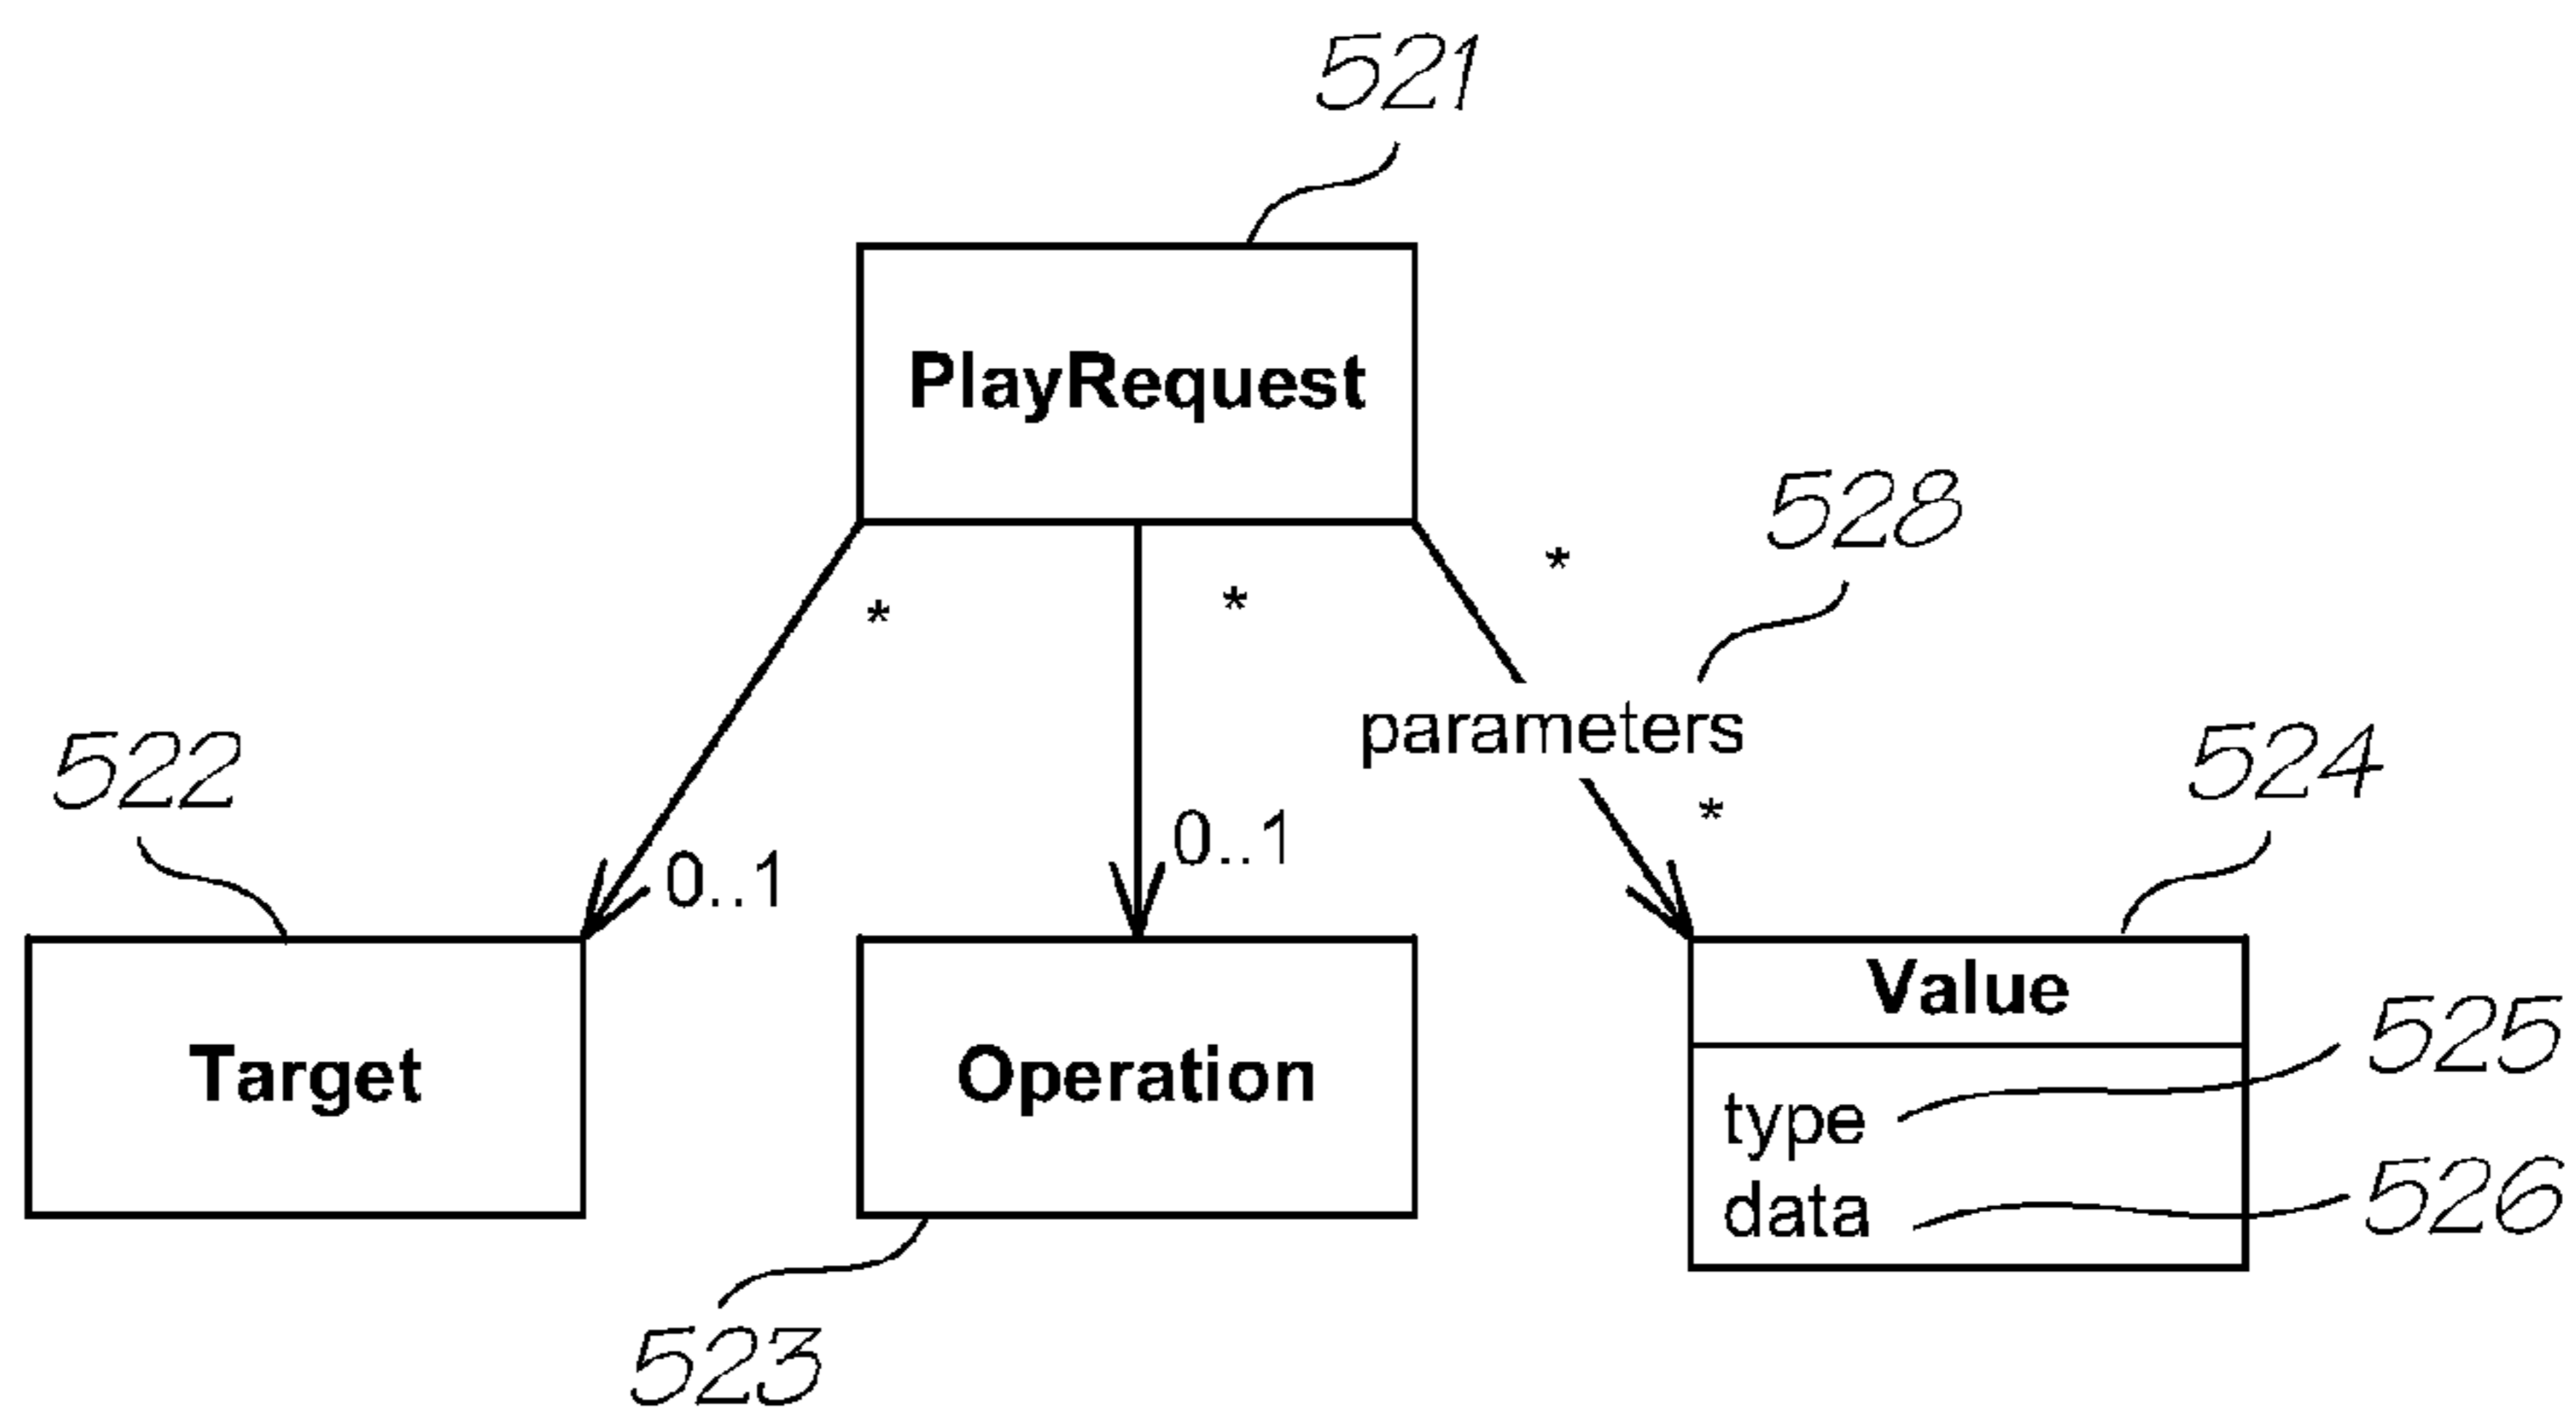 521
PlayRequest
528
*
* *
parameters
522
524
*
0..1
0..1
Value
525
Target
Operation
type
data
526
523